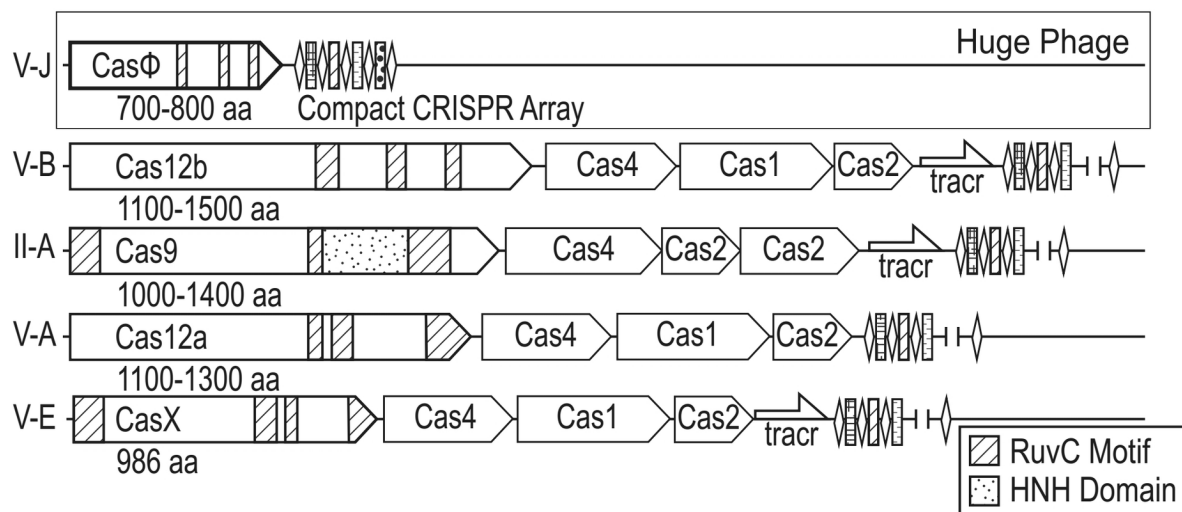 Huge Phage
V-J CasΦ
700-800 aa Compact CRISPR Array
V-B Cas12b Cas4 Cas1 Cas2 tracr
1100-1500 aa
II-A Cas9 Cas4 Cas2 Cas2 tracr
1000-1400 aa
V-A Cas12a Cas4 Cas1 Cas2
1100-1300 aa
V-E CasX Cas4 Cas1 Cas2 tracr
986 aa
RuvC Motif
HNH Domain